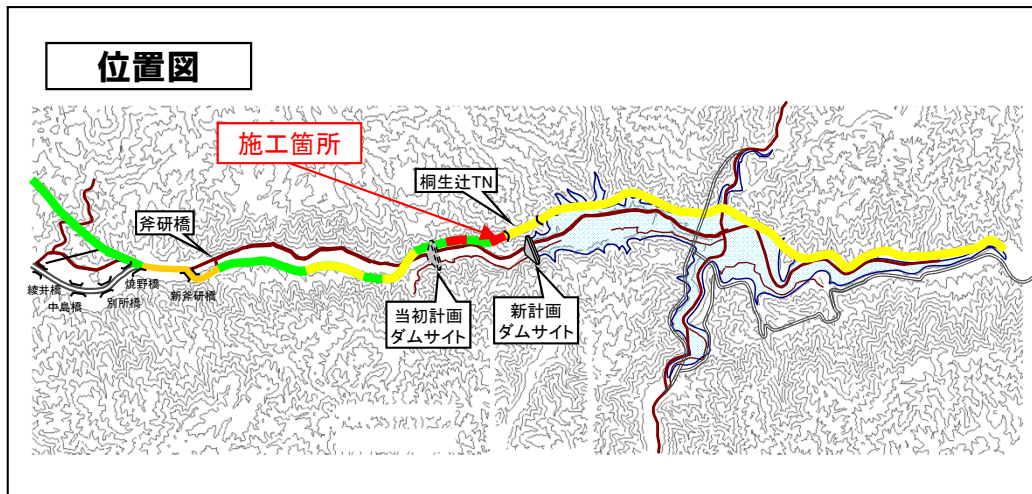 位置図
施工箇所
桐生辻TN
斧研橋
綾井橋
中島橋
別所橋
焼野橋
新斧研橋
当初計画
ダムサイト
新計画
ダムサイト